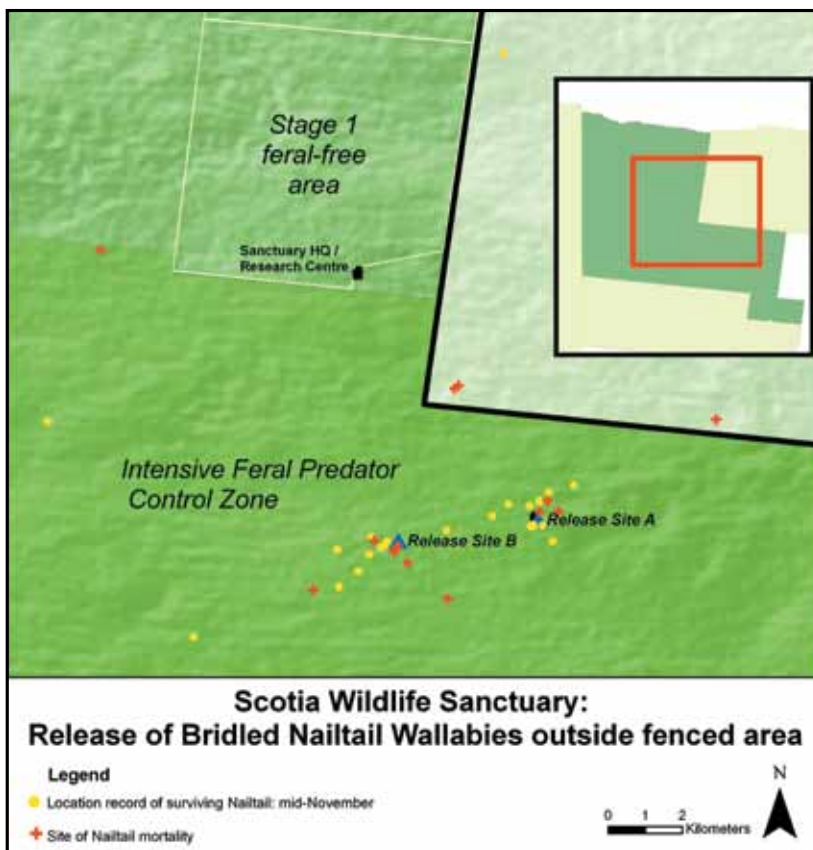 Stage 1
feral-free
area
Sanctuary HQ /
Research Centre
Intensive Feral Predator
Control Zone
Release Site A
Release Site B
Scotia Wildlife Sanctuary:
Release of Bridled Nailtail Wallabies outside fenced area
Legend
Location record of surviving Nailtail: mid-November
Site of Nailtail mortality
N
0 1 2
Kilometers